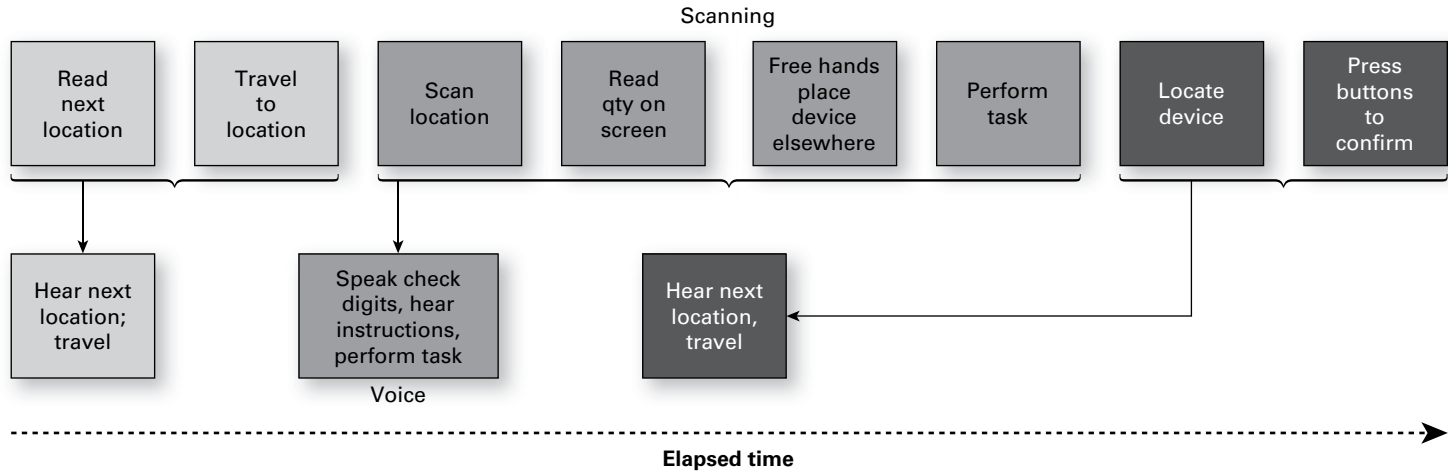 Scanning
Read
next
location
Travel
to
location
Scan
location
Read
qty on
screen
Free hands
place
device
elsewhere
Perform
task
Locate
device
Press
buttons
to
confirm
Hear next
location;
travel
Speak check
digits, hear
instructions,
perform task
Hear next
location,
travel
Voice
Elapsed time